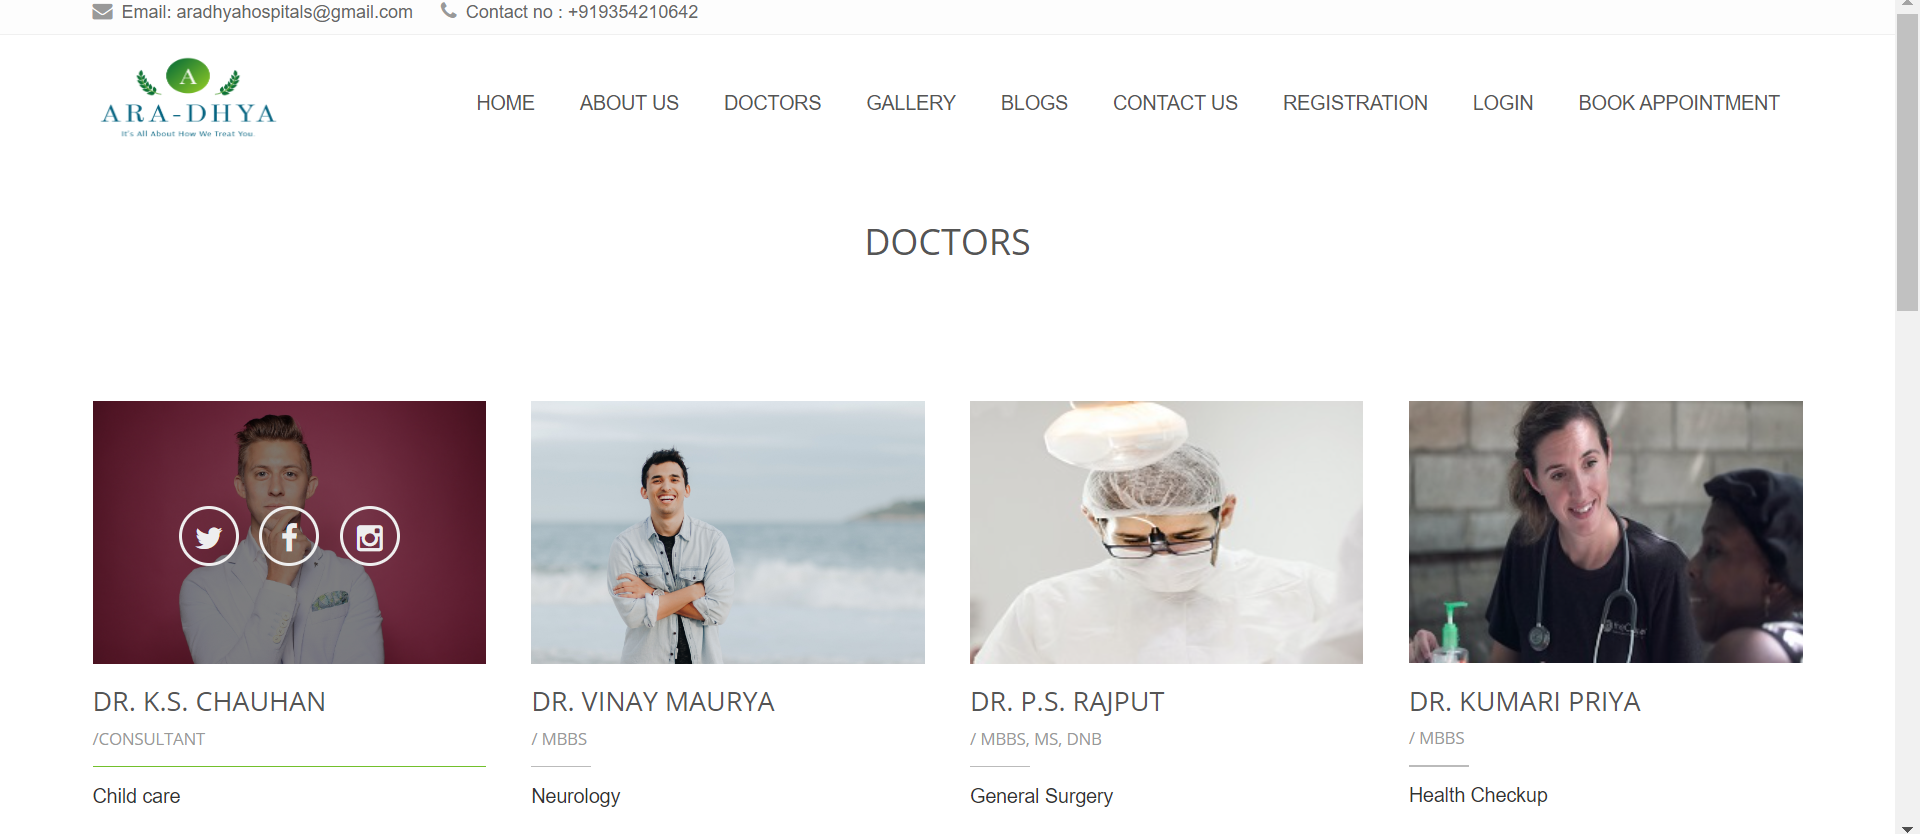 Email: aradhyahospitals@gmail.com Contact no : +919354210642
A
ARA-DHYA
It's All About How We Treat You
HOME ABOUT US DOCTORS GALLERY BLOGS CONTACT US REGISTRATION LOGIN BOOK APPOINTMENT
DOCTORS
DR. K.S. CHAUHAN
/CONSULTANT
Child care
DR. VINAY MAURYA
/ MBBS
Neurology
DR. P.S. RAJPUT
/ MBBS, MS, DNB
General Surgery
DR. KUMARI PRIYA
/ MBBS
Health Checkup